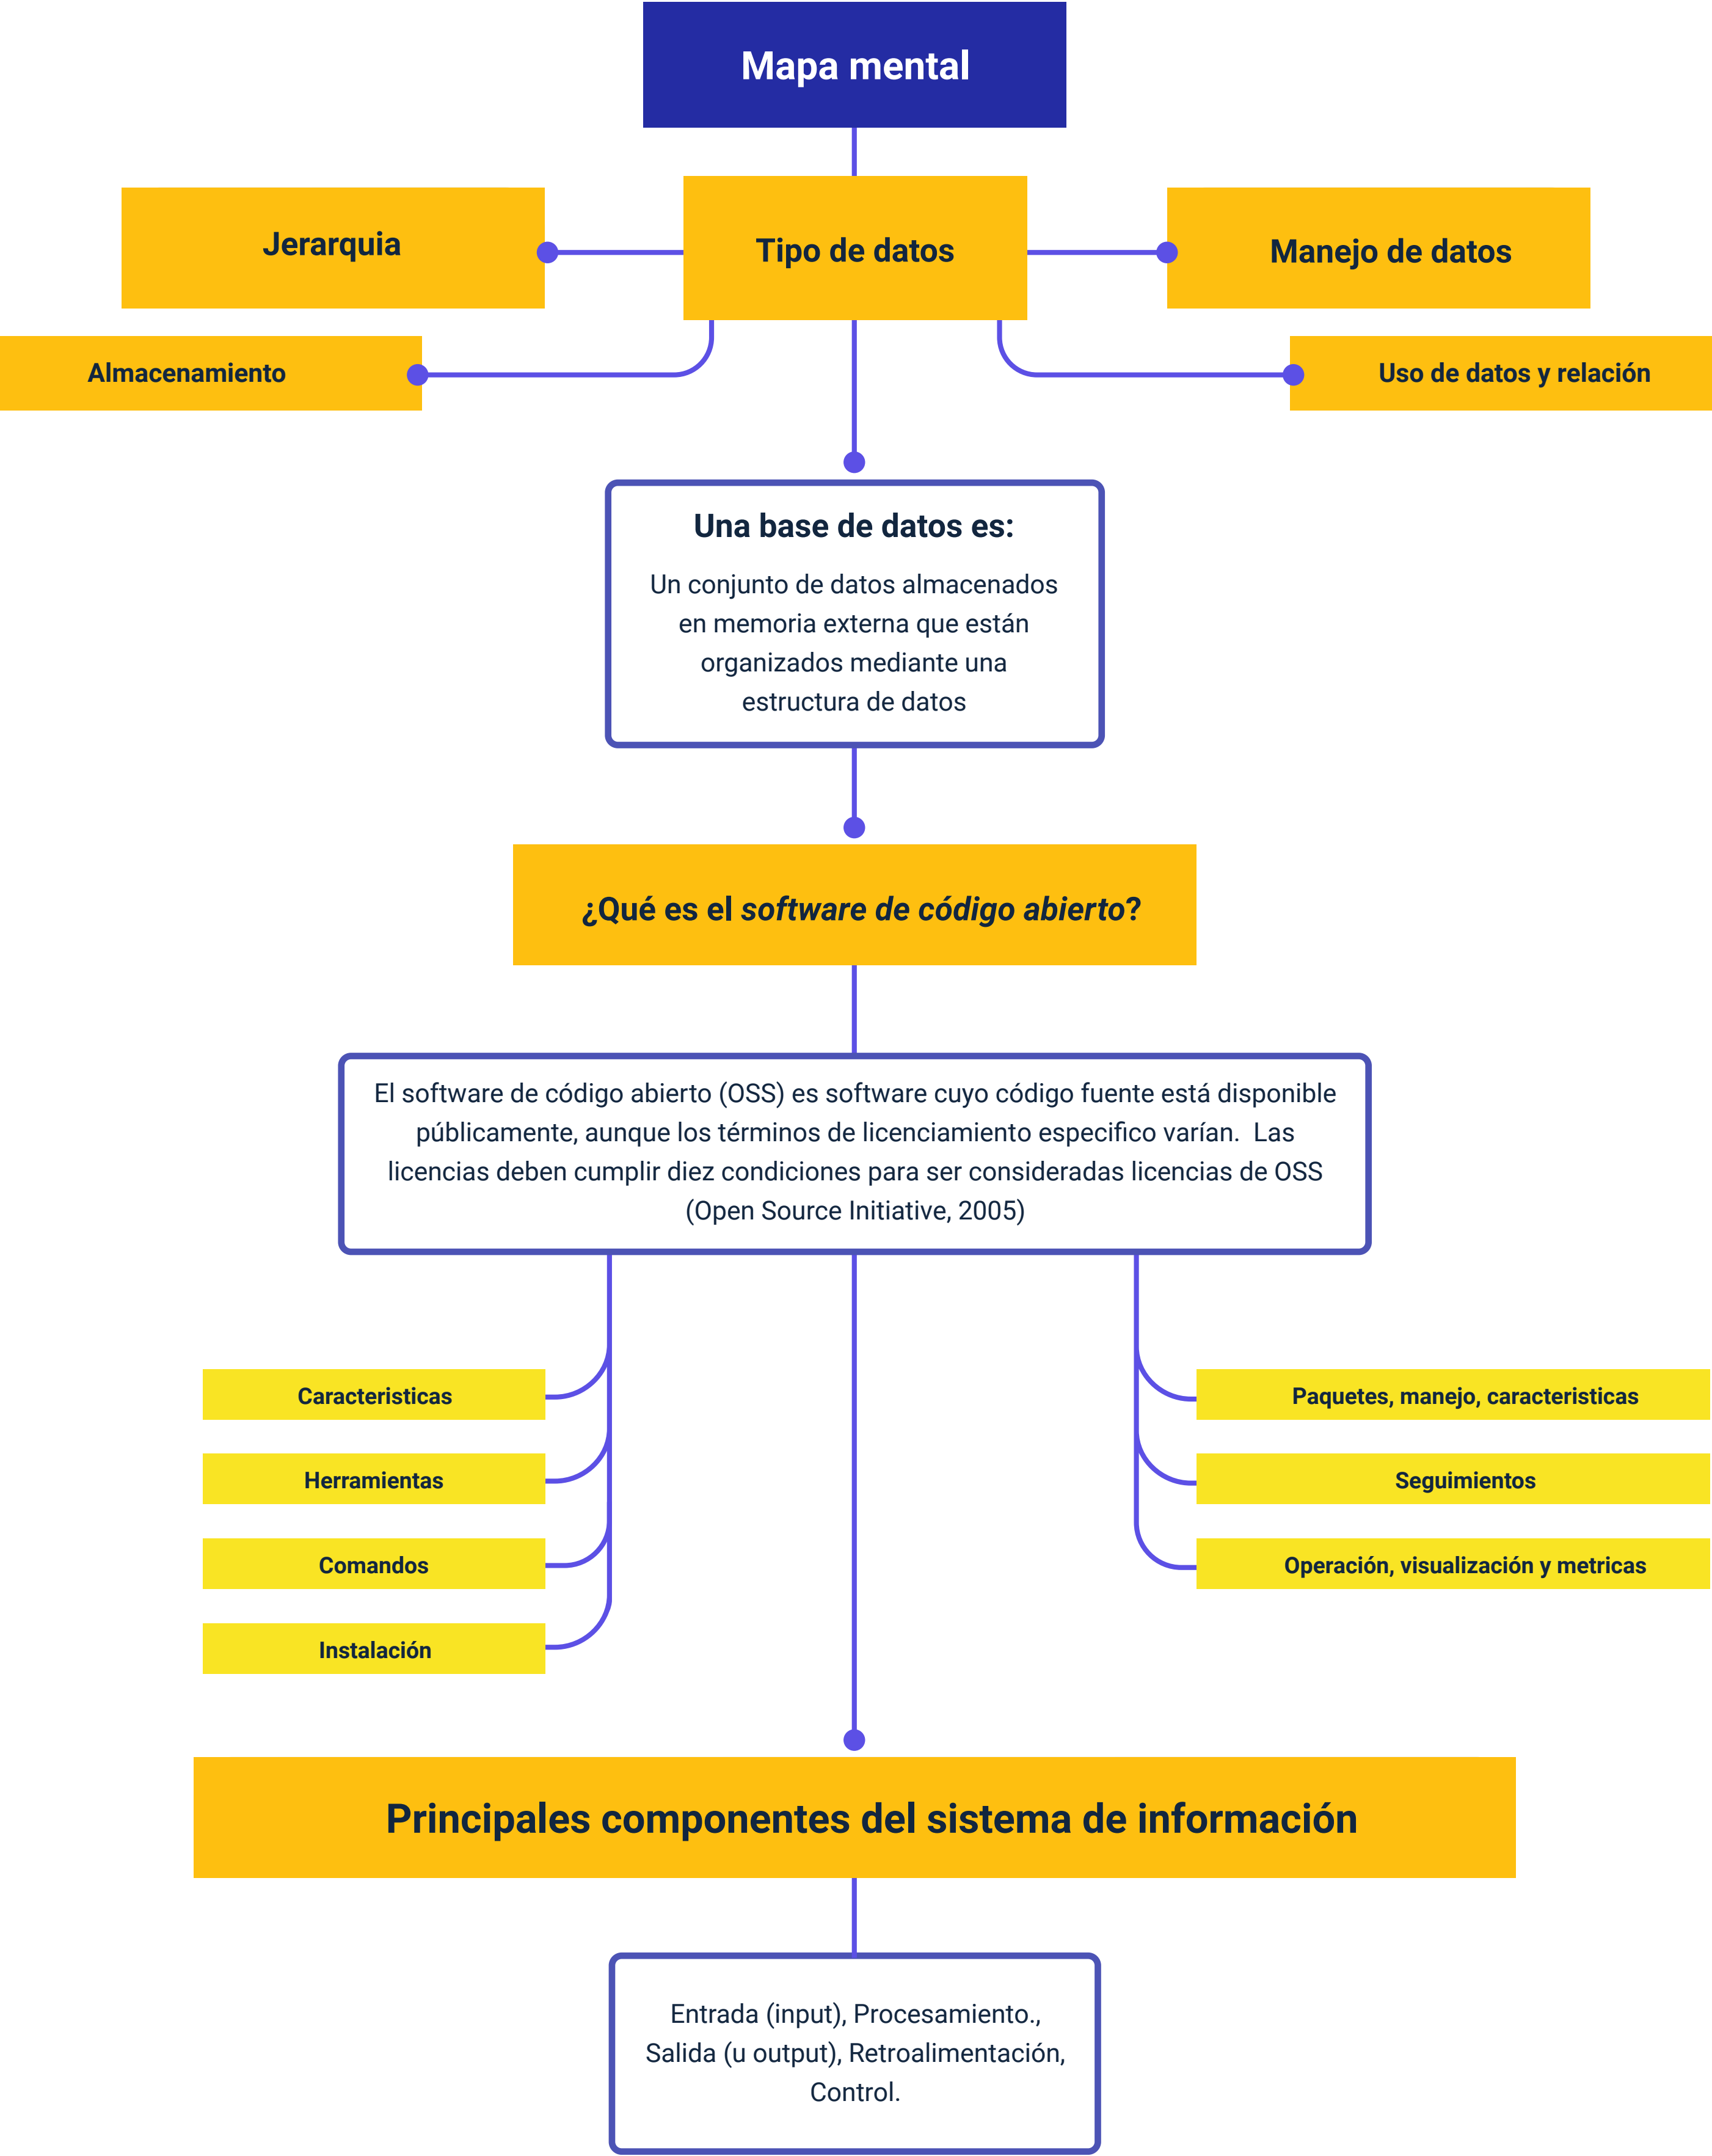 Mapa mental
Jerarquia
Tipo de datos
Manejo de datos
Almacenamiento
Uso de datos y relación
Una base de datos es:
Un conjunto de datos almacenados
en memoria externa que están
organizados mediante una
estructura de datos
¿Qué es el software de código abierto?
El software de código abierto (OSS) es software cuyo código fuente está disponible
públicamente, aunque los términos de licenciamiento especifico varían.  Las
licencias deben cumplir diez condiciones para ser consideradas licencias de OSS
(Open Source Initiative, 2005)
Caracteristicas
Herramientas
Comandos
Instalación
Paquetes, manejo, caracteristicas
Seguimientos
Operación, visualización y metricas
Principales componentes del sistema de información
Entrada (input), Procesamiento.,
Salida (u output), Retroalimentación,
Control.